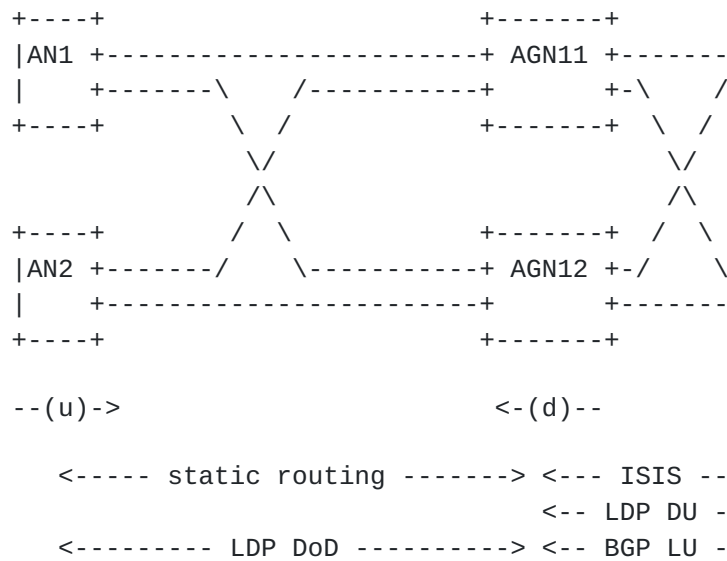 +----+                     +-------+
|AN1 +---------------------+ AGN11 +-------
|    +-------\    /-----------+       +-\    /
+----+        \  /          +-------+  \  /
               \/                       \/
               /\                       /\
+----+        /  \          +-------+  /  \
|AN2 +-------/    \-----------+ AGN12 +-/    \
|    +----------------------+       +-------
+----+                     +-------+
--(u)->                     <-(d)--
<----- static routing -------> <--- ISIS --
<-- LDP DU -
<--------- LDP DoD ----------> <-- BGP LU -